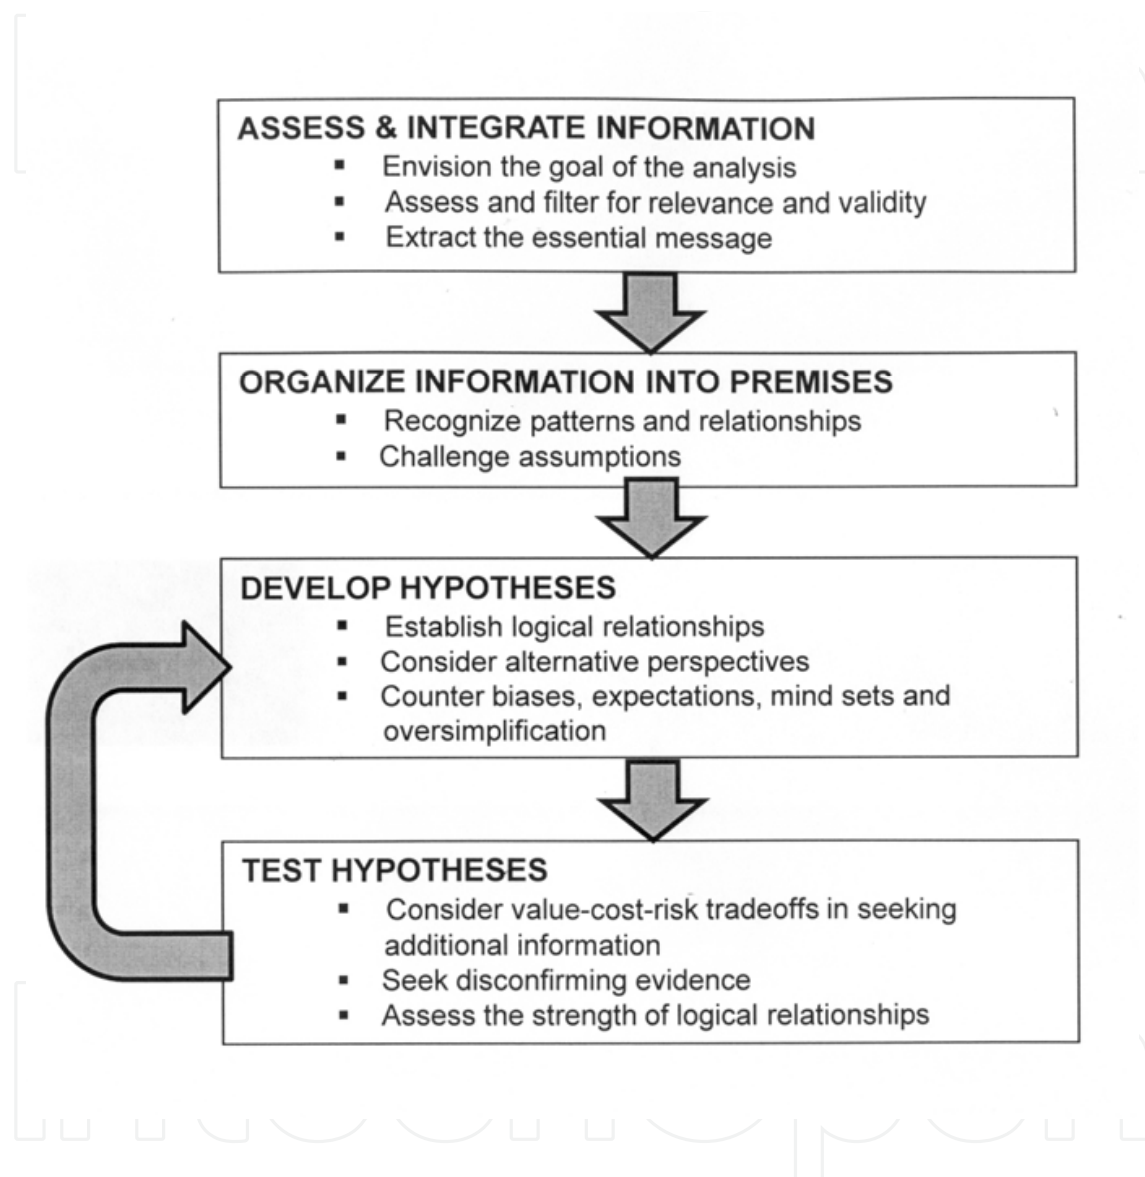 ASSESS & INTEGRATE INFORMATION
▪ Envision the goal of the analysis
▪ Assess and filter for relevance and validity
▪ Extract the essential message
ORGANIZE INFORMATION INTO PREMISES
▪ Recognize patterns and relationships
▪ Challenge assumptions
DEVELOP HYPOTHESES
▪ Establish logical relationships
▪ Consider alternative perspectives
▪ Counter biases, expectations, mind sets and
oversimplification
TEST HYPOTHESES
▪ Consider value-cost-risk tradeoffs in seeking
additional information
▪ Seek disconfirming evidence
▪ Assess the strength of logical relationships